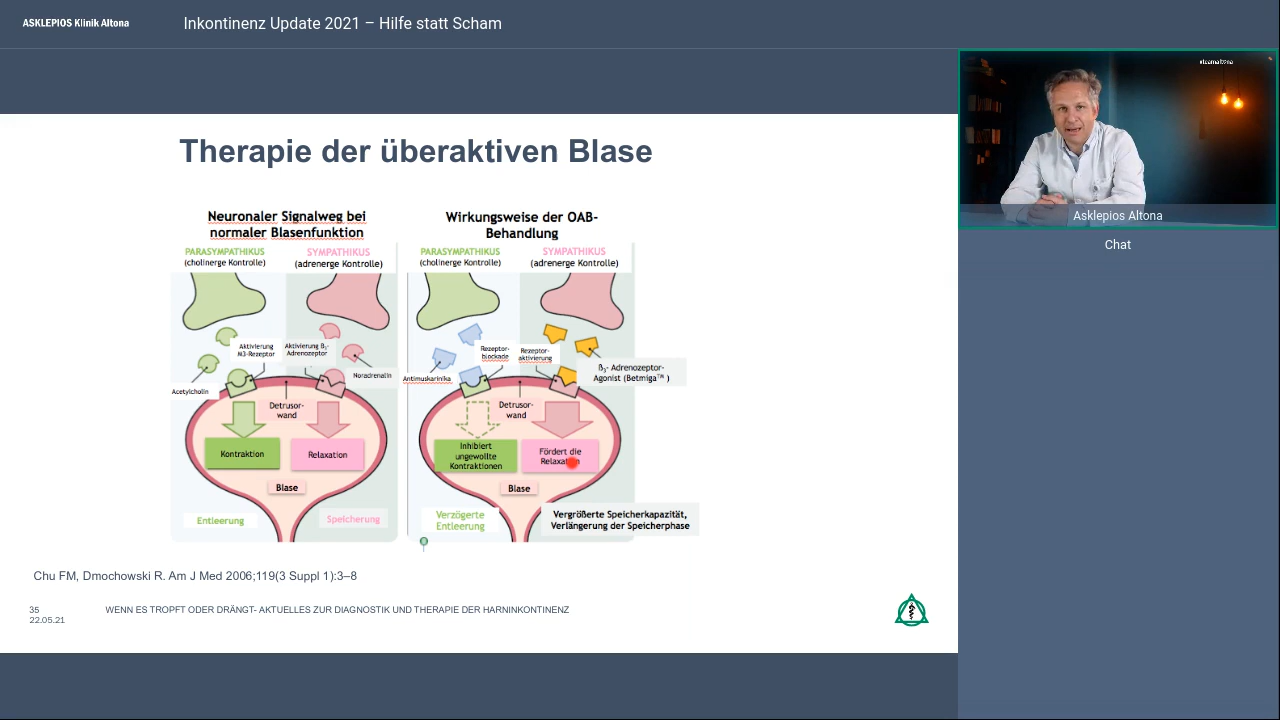 ASKLEPIOS Klinik Altona
Inkontinenz Update 2021 – Hilfe statt Scham
#teamaltona
Asklepios Altona
Chat
Therapie der überaktiven Blase
Neuronaler Signalweg bei
normaler Blasenfunktion
PARASYMPATHIKUS
(cholinerge Kontrolle)
SYMPATHIKUS
(adrenerge Kontrolle)
Aktivierung
M3-Rezeptor
Aktivierung β3-
Adrenozeptor
Acetylcholin
Noradrenalin
Detrusor-
wand
Kontraktion
Relaxation
Blase
Entleerung
Speicherung
Wirkungsweise der OAB-
Behandlung
PARASYMPATHIKUS
(cholinerge Kontrolle)
SYMPATHIKUS
(adrenerge Kontrolle)
Rezeptor-
blockade
Rezeptor-
aktivierung
Antimuskarinika
β3- Adrenozeptor-
Agonist (Betmiga™ )
Detrusor-
wand
Inhibiert
ungewollte
Kontraktionen
Fördert die
Relaxation
Blase
Verzögerte
Entleerung
Vergrößerte Speicherkapazität,
Verlängerung der Speicherphase
Chu FM, Dmochowski R. Am J Med 2006;119(3 Suppl 1):3–8
35
22.05.21
WENN ES TROPFT ODER DRÄNGT- AKTUELLES ZUR DIAGNOSTIK UND THERAPIE DER HARNINKONTINENZ